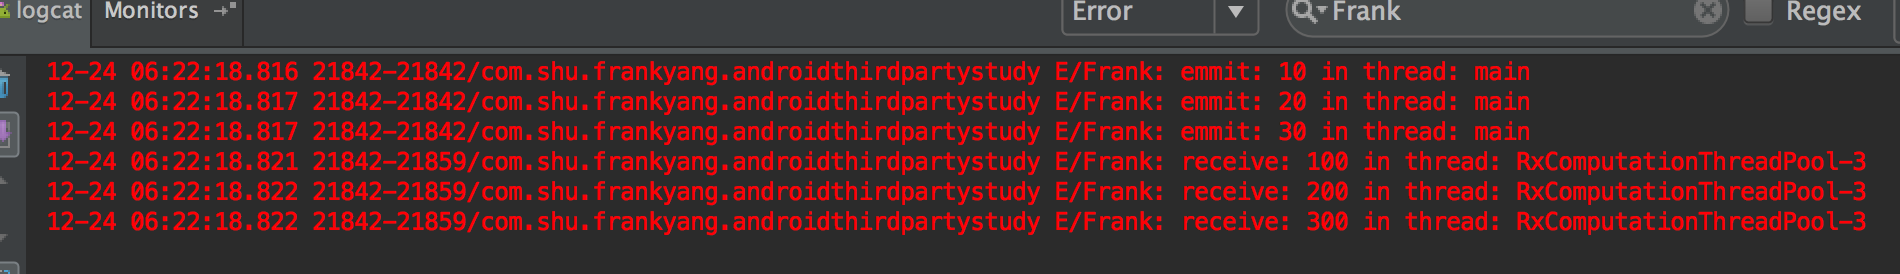 logcat Monitors Error Frank Regex
12-24 06:22:18.816 21842-21842/com.shu.frankyang.androidthirdpartystudy E/Frank: emmit: 10 in thread: main
12-24 06:22:18.817 21842-21842/com.shu.frankyang.androidthirdpartystudy E/Frank: emmit: 20 in thread: main
12-24 06:22:18.817 21842-21842/com.shu.frankyang.androidthirdpartystudy E/Frank: emmit: 30 in thread: main
12-24 06:22:18.821 21842-21859/com.shu.frankyang.androidthirdpartystudy E/Frank: receive: 100 in thread: RxComputationThreadPool-3
12-24 06:22:18.822 21842-21859/com.shu.frankyang.androidthirdpartystudy E/Frank: receive: 200 in thread: RxComputationThreadPool-3
12-24 06:22:18.822 21842-21859/com.shu.frankyang.androidthirdpartystudy E/Frank: receive: 300 in thread: RxComputationThreadPool-3